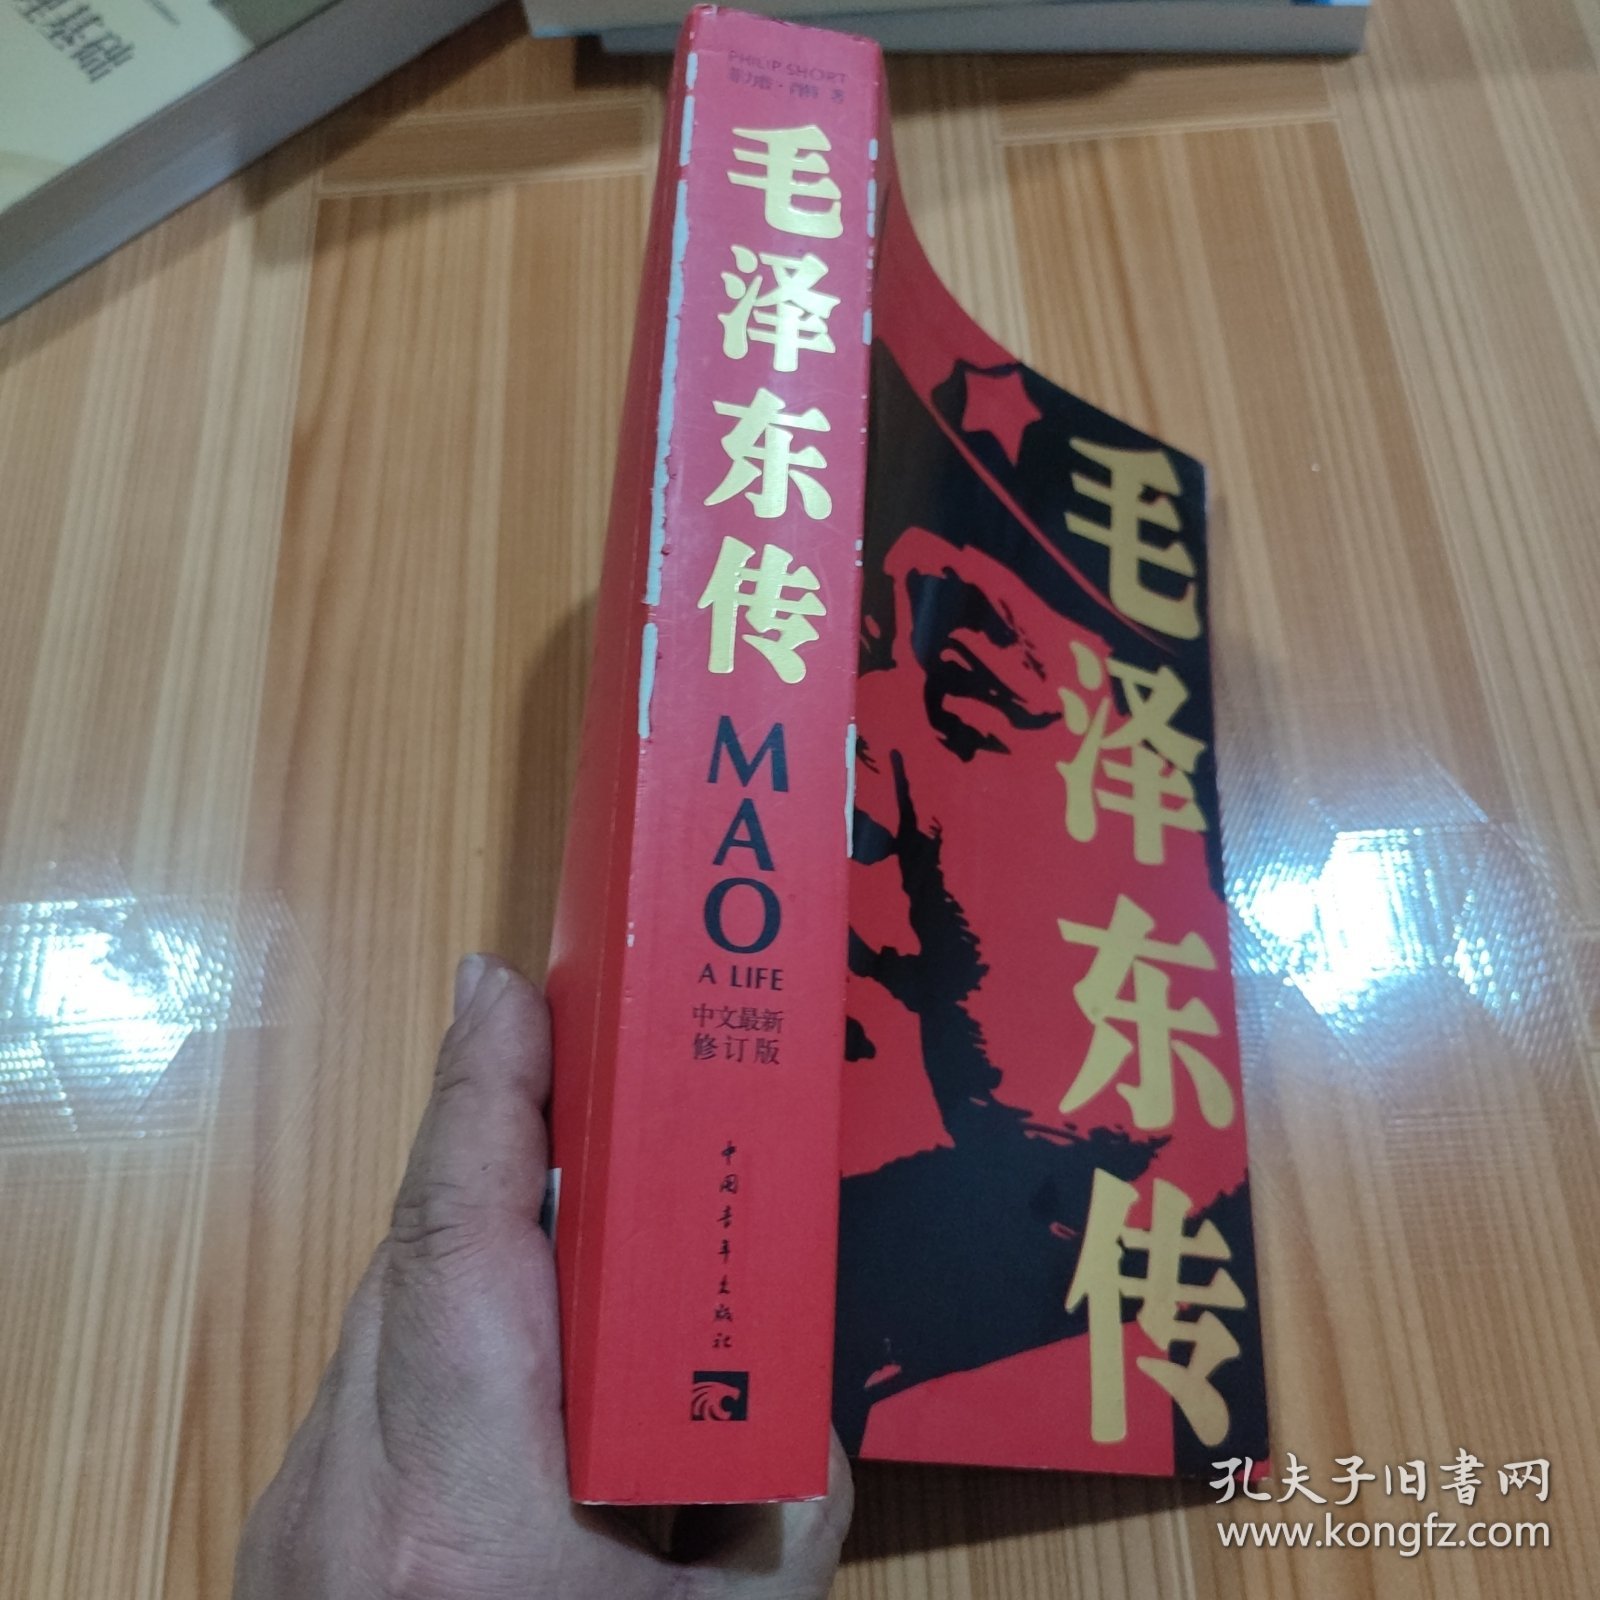 PHILIP SHORT
菲力普·肖特 著
毛泽东传
MAO
A LIFE
中文最新
修订版
中国青年出版社
毛泽东传
孔夫子旧书网
www.kongfz.com